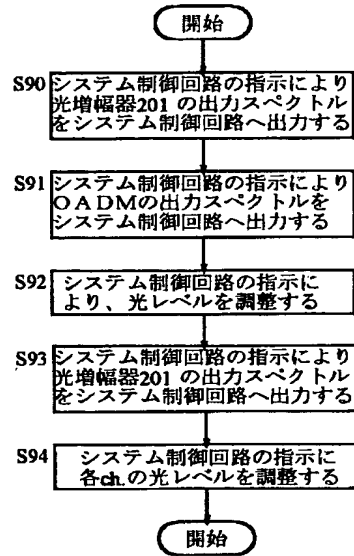 開始
S90
システム制御回路の指示により
光増幅器201 の出力スペクトル
をシステム制御回路へ出力する
S91
システム制御回路の指示により
OADMの出力スペクトルを
システム制御回路へ出力する
S92
システム制御回路の指示に
より、光レベルを調整する
S93
システム制御回路の指示により
光増幅器201 の出力スペクトル
をシステム制御回路へ出力する
S94
システム制御回路の指示に
各ch.の光レベルを調整する
開始